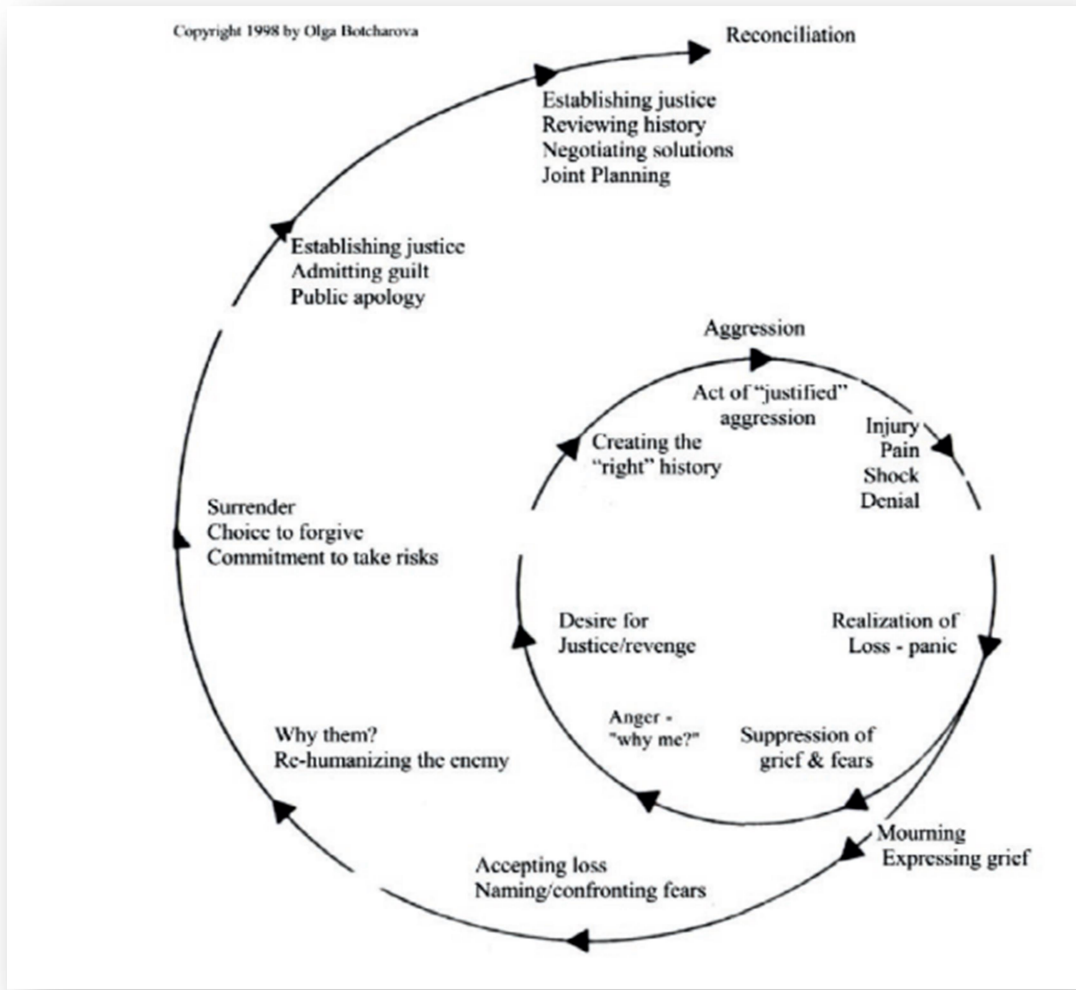 Copyright 1998 by Olga Botcharova
Reconciliation
Establishing justice
Reviewing history
Negotiating solutions
Joint Planning
Establishing justice
Admitting guilt
Public apology
Surrender
Choice to forgive
Commitment to take risks
Why them?
Re-humanizing the enemy
Accepting loss
Naming/confronting fears
Mourning
Expressing grief
Aggression
Act of “justified”
aggression
Injury
Pain
Shock
Denial
Realization of
Loss - panic
Suppression of
grief & fears
Anger -
"why me?"
Desire for
Justice/revenge
Creating the
“right” history